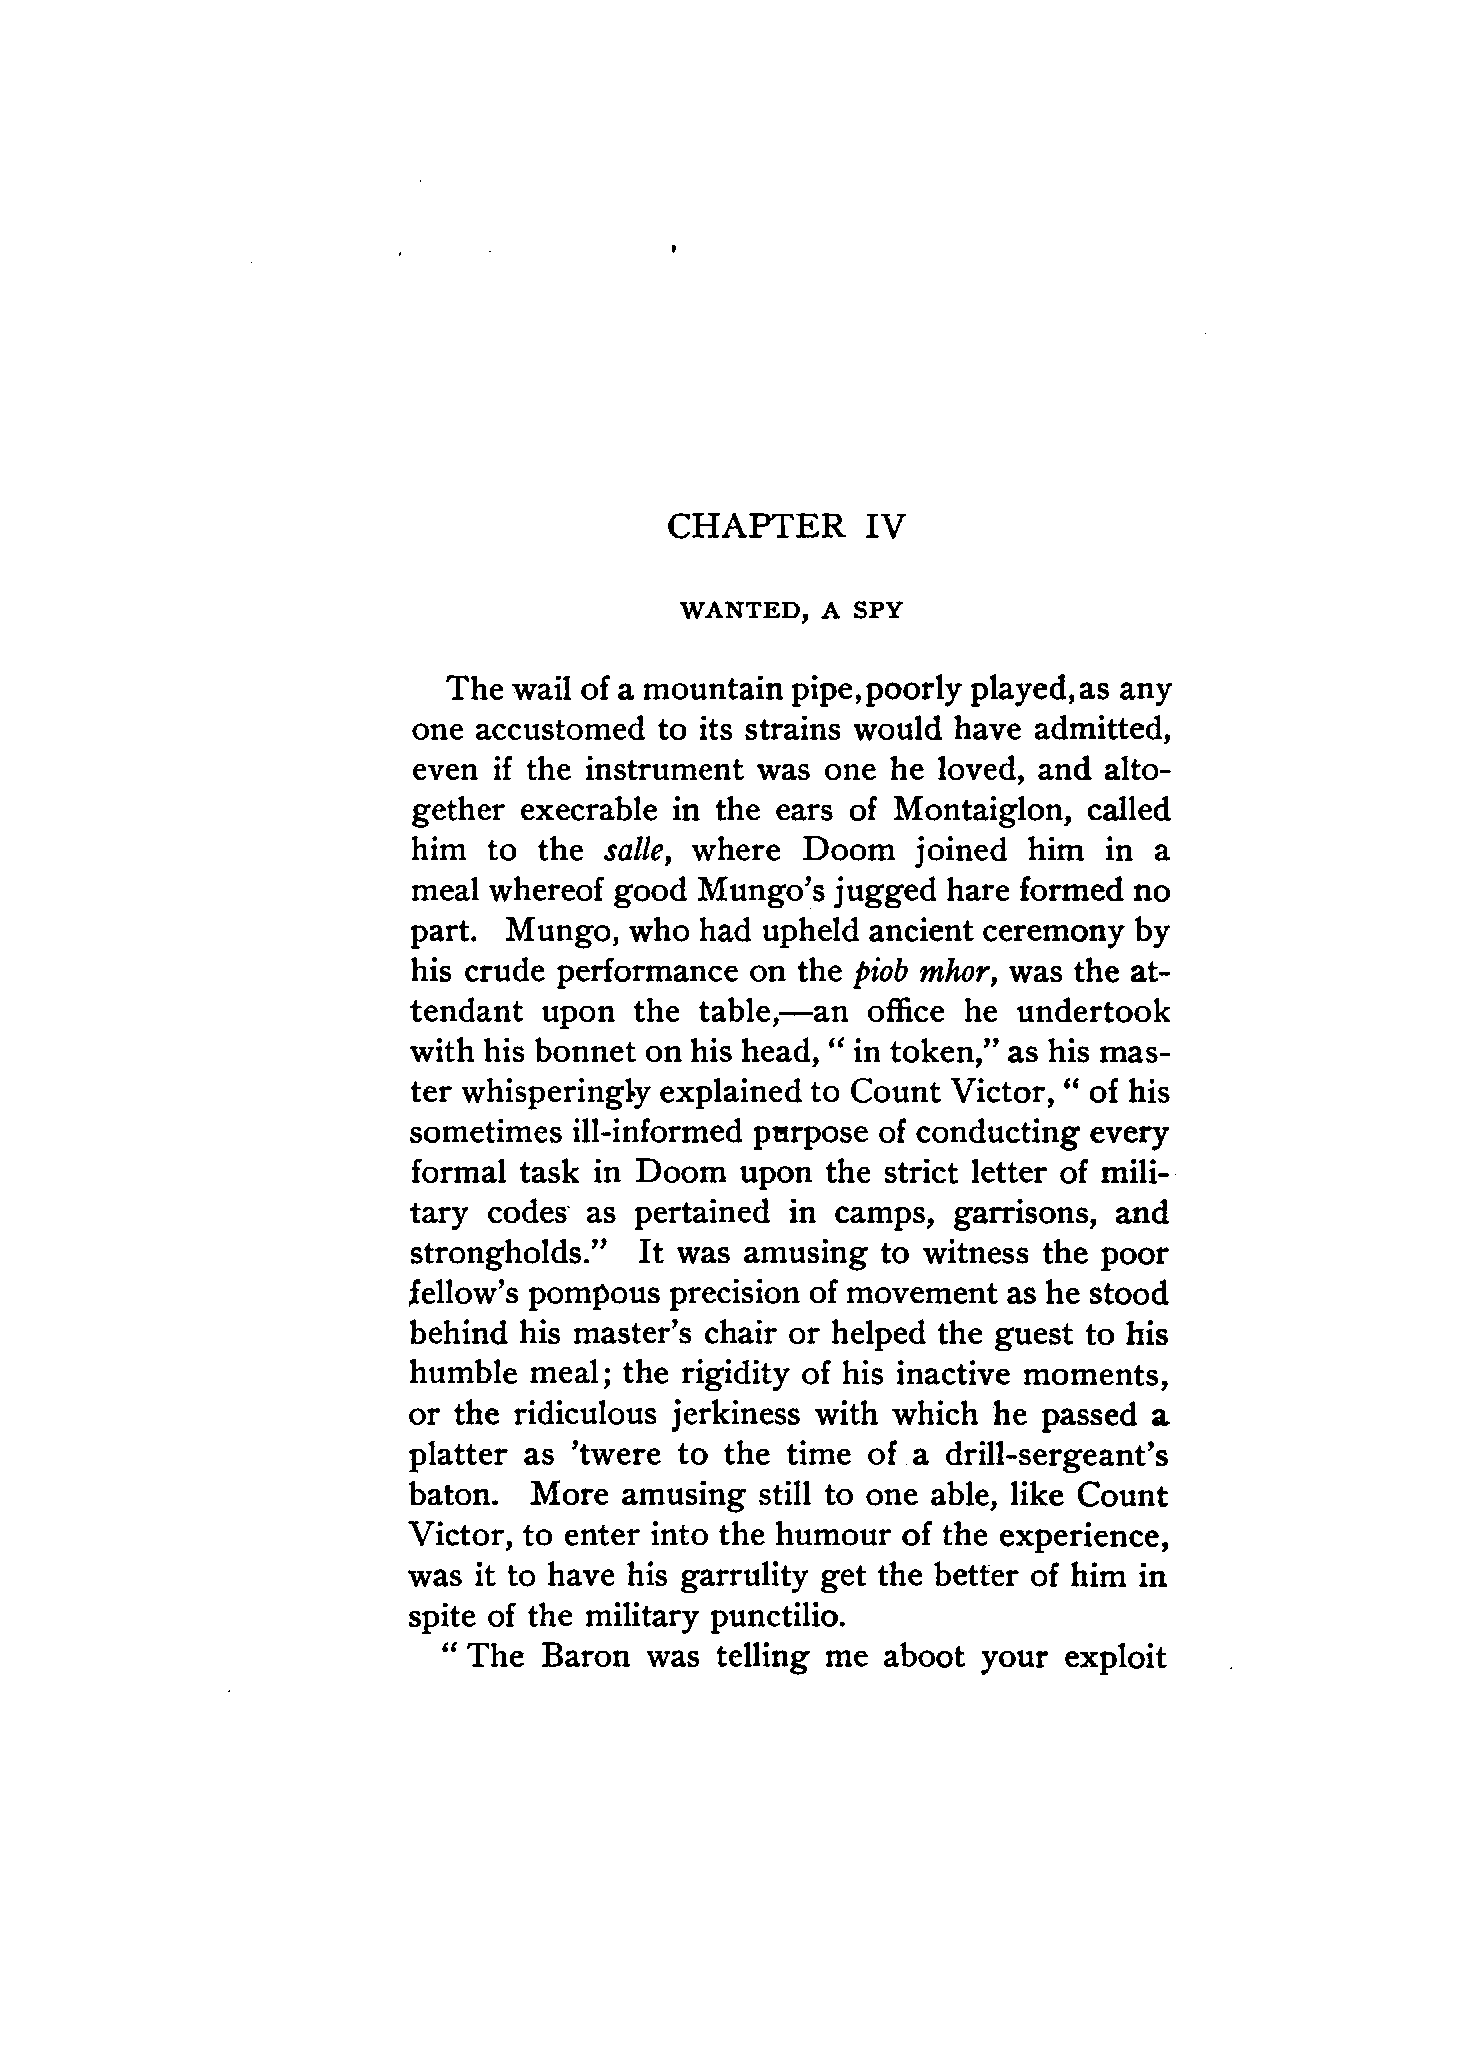 CHAPTER IV
WANTED, A SPY
The wail of a mountain pipe, poorly played, as any
one accustomed to its strains would have admitted,
even if the instrument was one he loved, and alto-
gether execrable in the ears of Montaiglon, called
him to the salle, where Doom joined him in a
meal whereof good Mungo's jugged hare formed no
part. Mungo, who had upheld ancient ceremony by
his crude performance on the piob mhor, was the at-
tendant upon the table,—an office he undertook
with his bonnet on his head, " in token," as his mas-
ter whisperingly explained to Count Victor, " of his
sometimes ill-informed purpose of conducting every
formal task in Doom upon the strict letter of mili-
tary codes as pertained in camps, garrisons, and
strongholds." It was amusing to witness the poor
fellow's pompous precision of movement as he stood
behind his master's chair or helped the guest to his
humble meal; the rigidity of his inactive moments,
or the ridiculous jerkiness with which he passed a
platter as 'twere to the time of a drill-sergeant's
baton. More amusing still to one able, like Count
Victor, to enter into the humour of the experience,
was it to have his garrulity get the better of him in
spite of the military punctilio.
" The Baron was telling me aboot your exploit